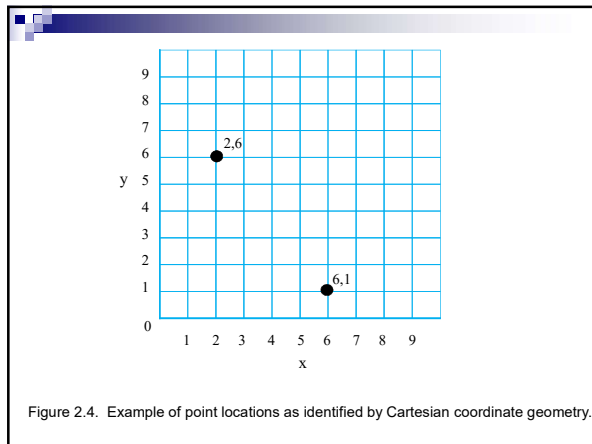 9
8
7
2,6
6
y 5
4
3
2
6,1
1
0
1 2 3 4 5 6 7 8 9
x
Figure 2.4. Example of point locations as identified by Cartesian coordinate geometry.